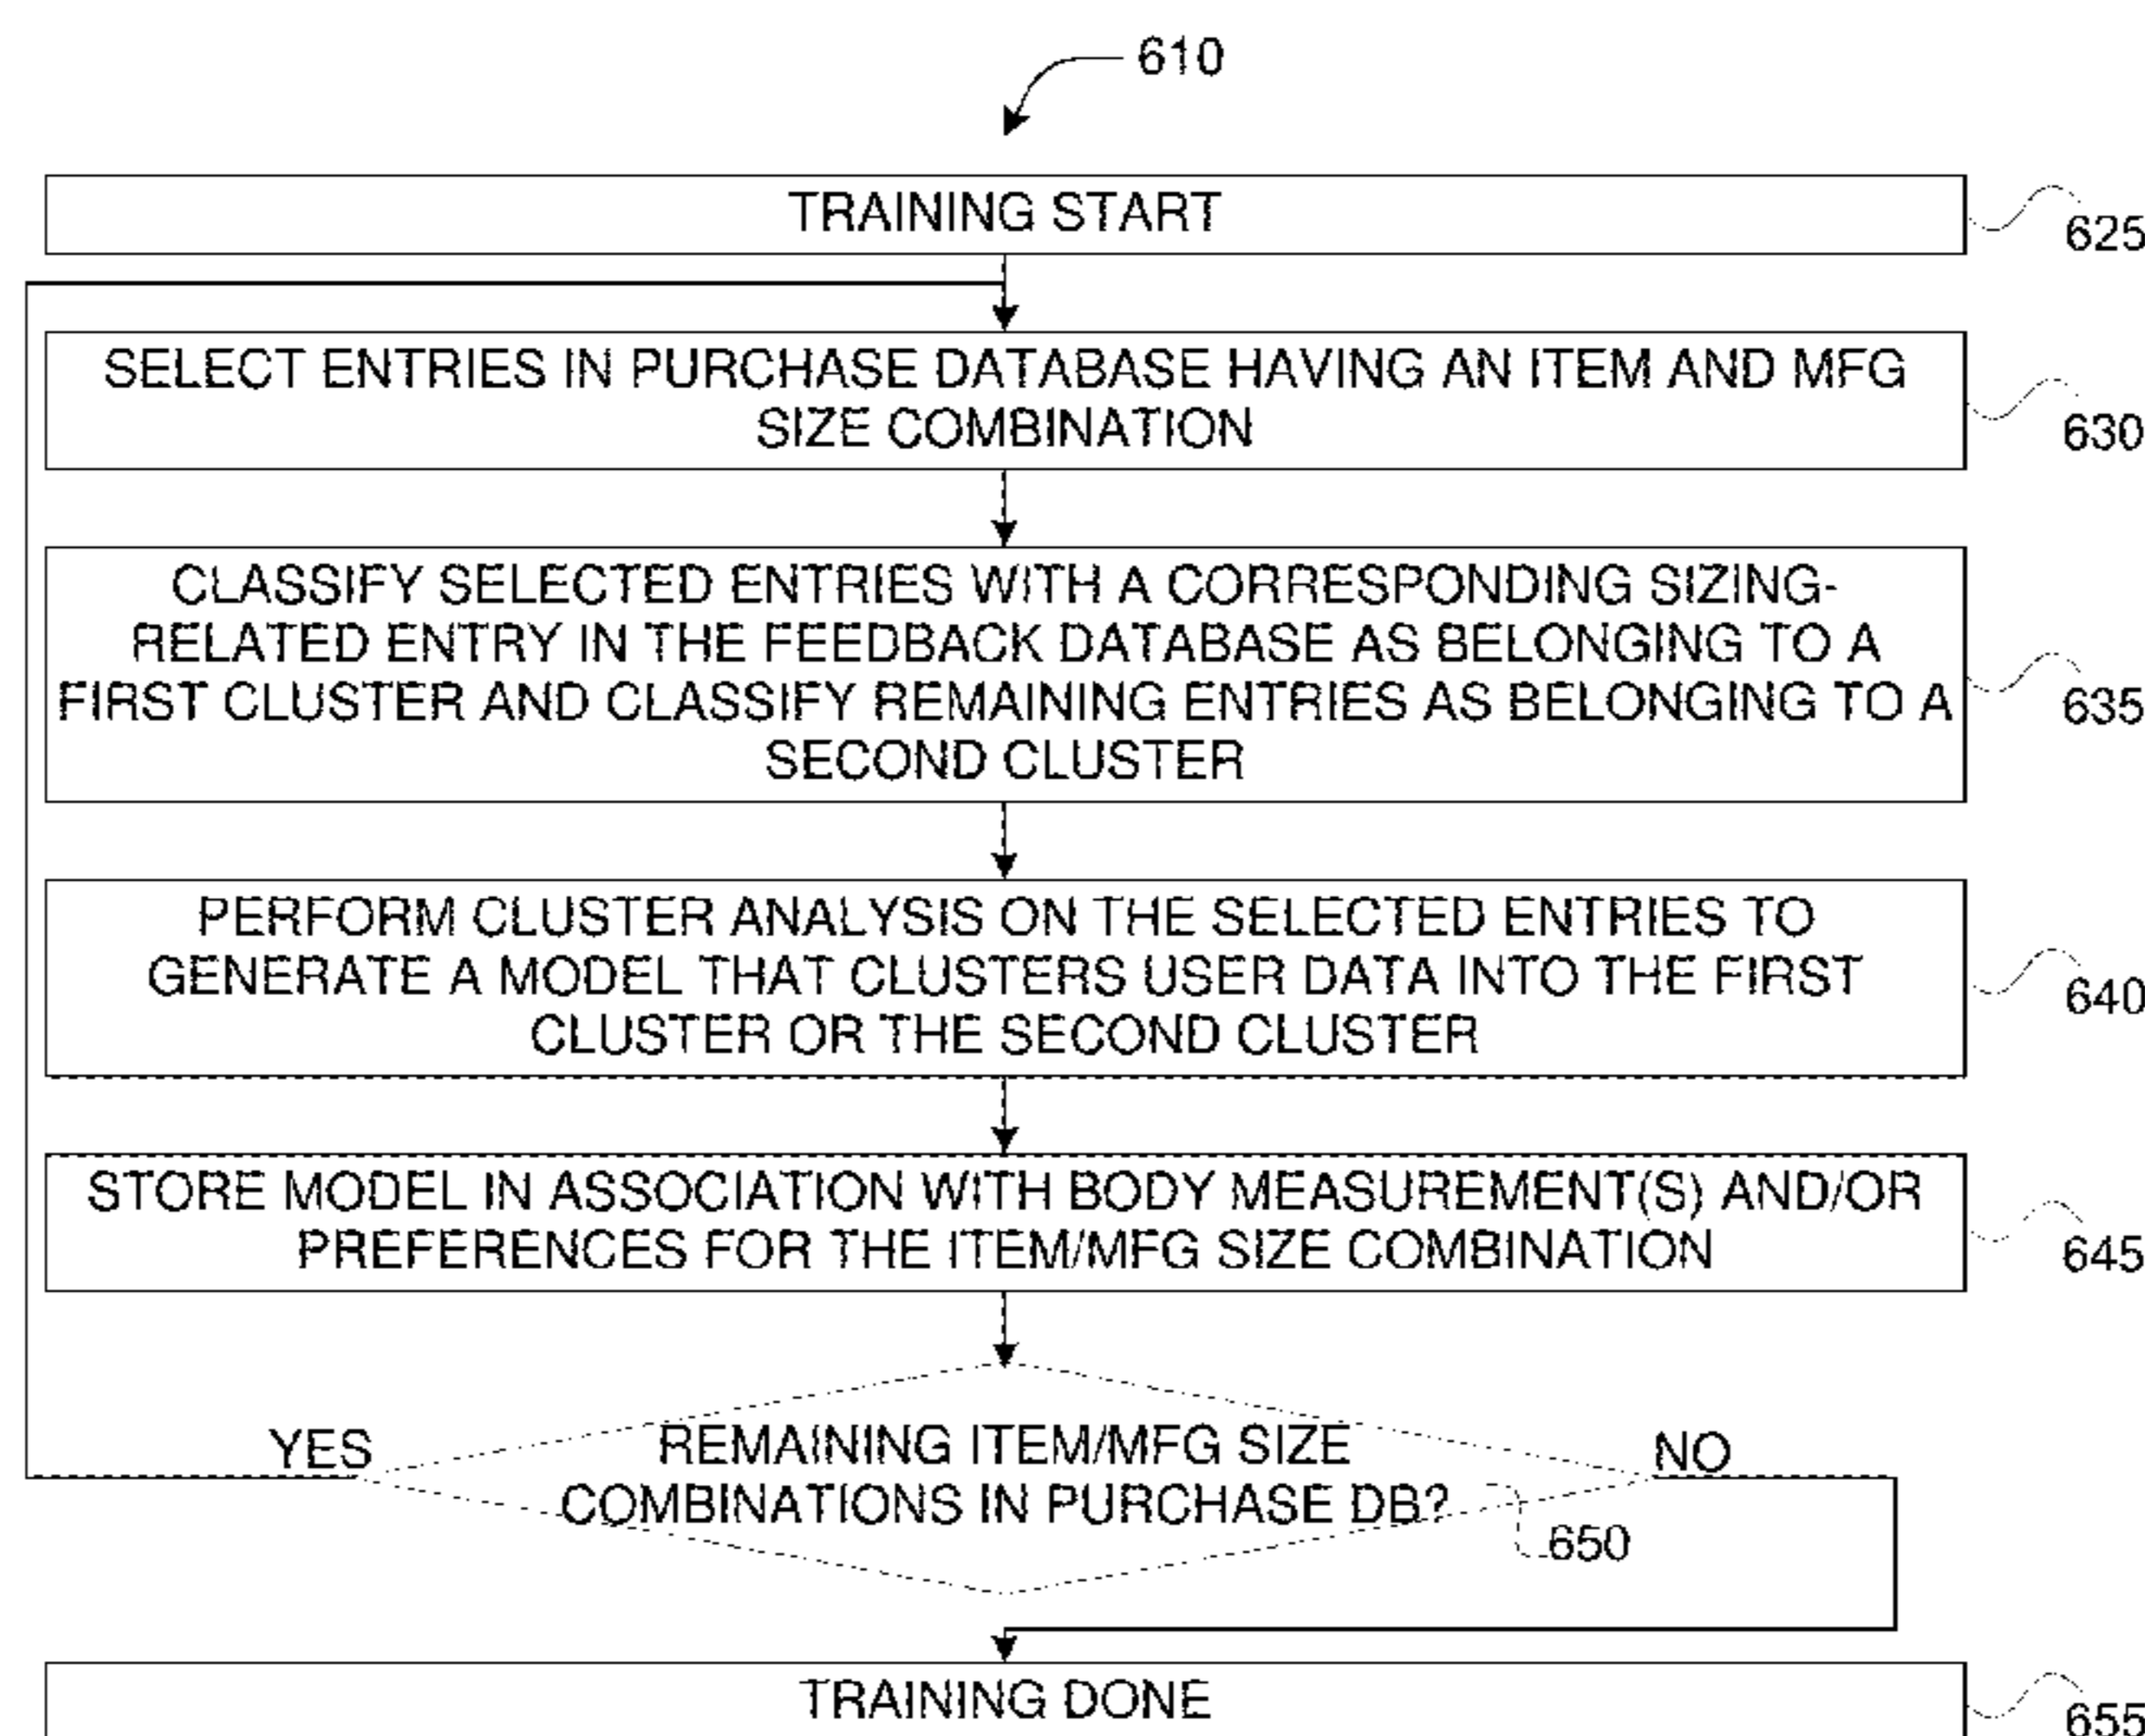 610
TRAINING START
625
SELECT ENTRIES IN PURCHASE DATABASE HAVING AN ITEM AND MFG
SIZE COMBINATION
630
CLASSIFY SELECTED ENTRIES WITH A CORRESPONDING SIZING-
RELATED ENTRY IN THE FEEDBACK DATABASE AS BELONGING TO A
FIRST CLUSTER AND CLASSIFY REMAINING ENTRIES AS BELONGING TO A
SECOND CLUSTER
635
PERFORM CLUSTER ANALYSIS ON THE SELECTED ENTRIES TO
GENERATE A MODEL THAT CLUSTERS USER DATA INTO THE FIRST
CLUSTER OR THE SECOND CLUSTER
640
STORE MODEL IN ASSOCIATION WITH BODY MEASUREMENT(S) AND/OR
PREFERENCES FOR THE ITEM/MFG SIZE COMBINATION
645
YES
REMAINING ITEM/MFG SIZE
COMBINATIONS IN PURCHASE DB?
NO
650
TRAINING DONE
655